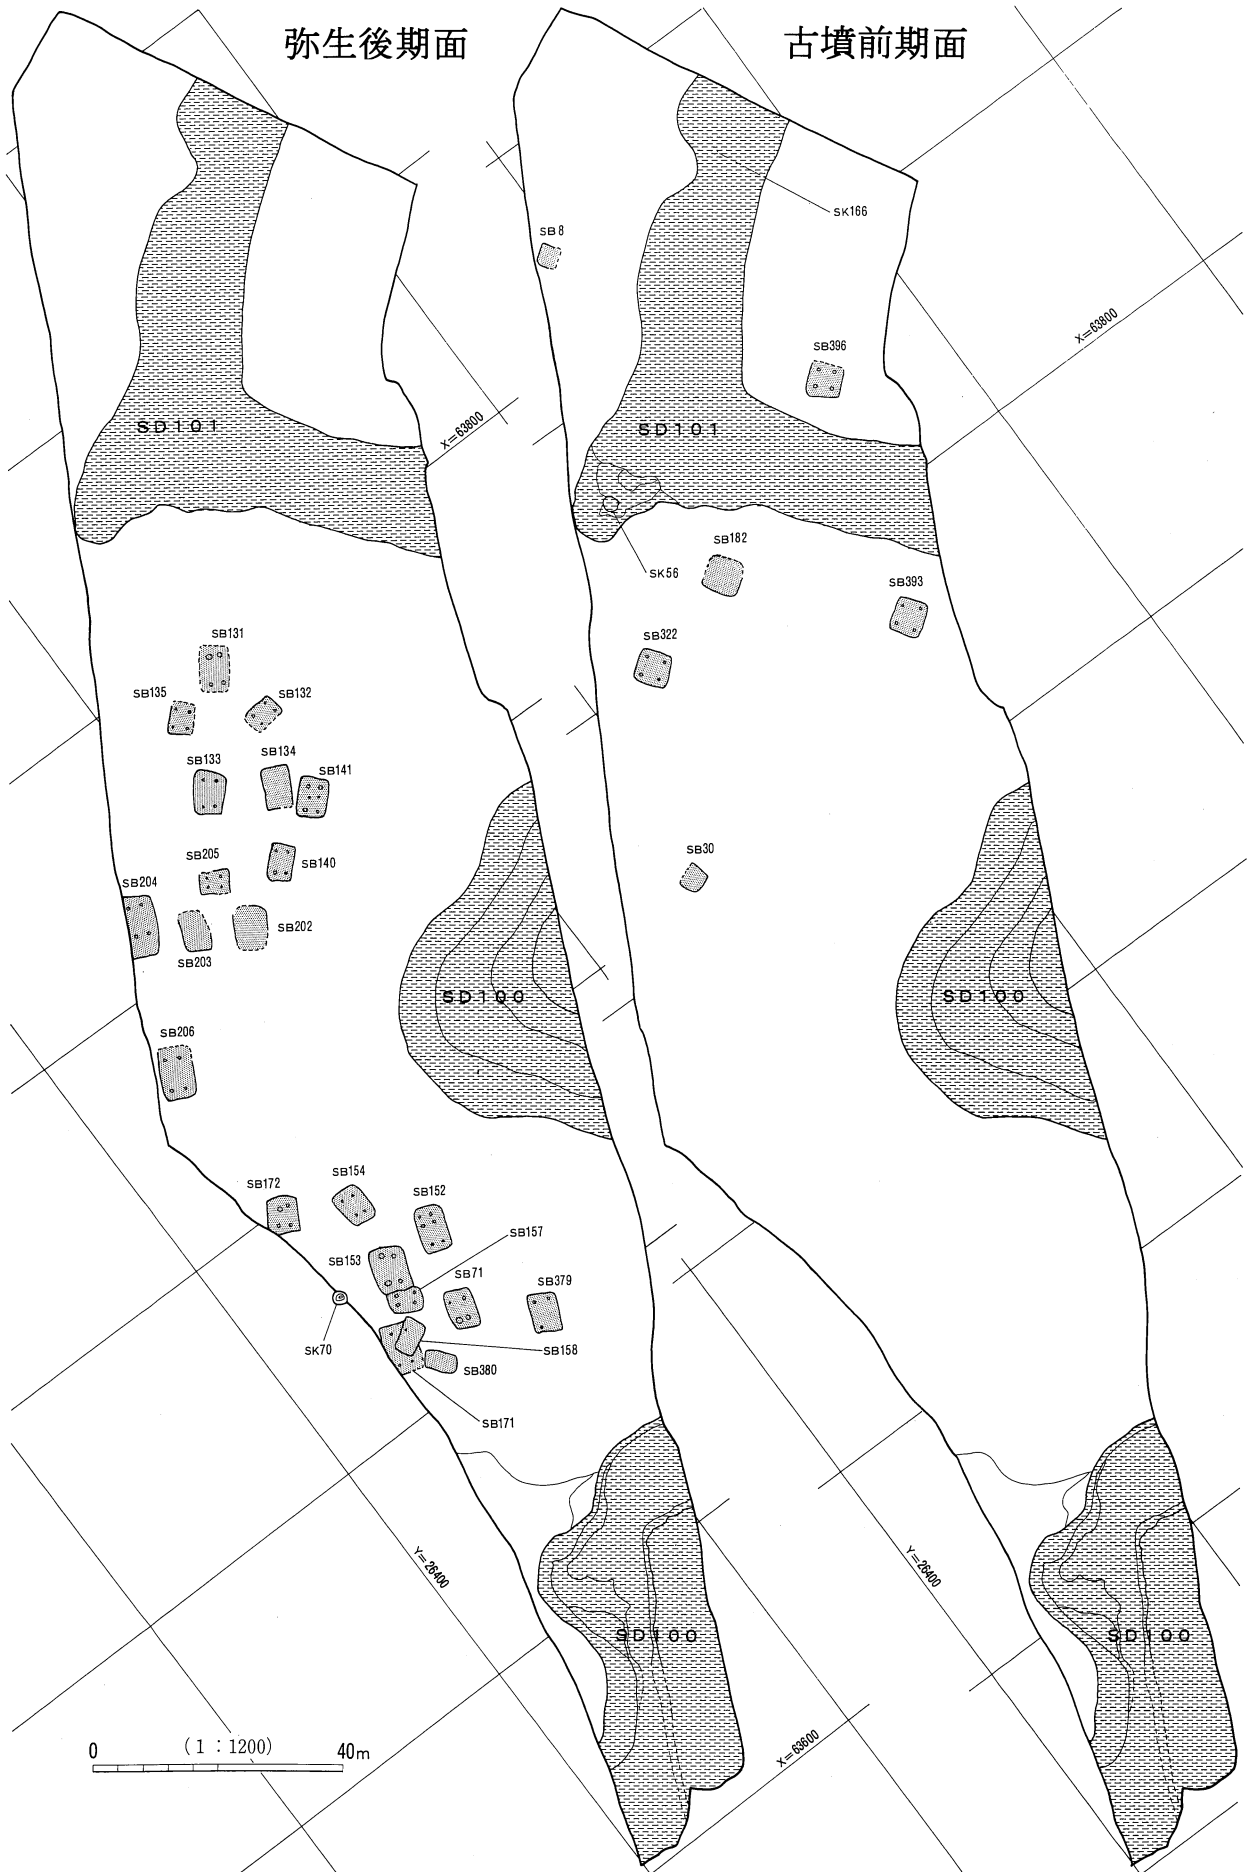 弥生後期面
SD101
X=63800
SB131
SB135
SB132
SB133
SB134
SB141
SB205
SB140
SB204
SB202
SB203
SD100
SB206
SB172
SB154
SB152
SB157
SB153
SB71
SB379
SK70
SB158
SB380
SB171
Y=26400
SD100
X=63600
0 (1:1200) 40m
古墳前期面
SK166
SB8
X=63800
SB396
SD101
SB182
SK56
SB393
SB322
SB30
SD100
Y=26400
SD100